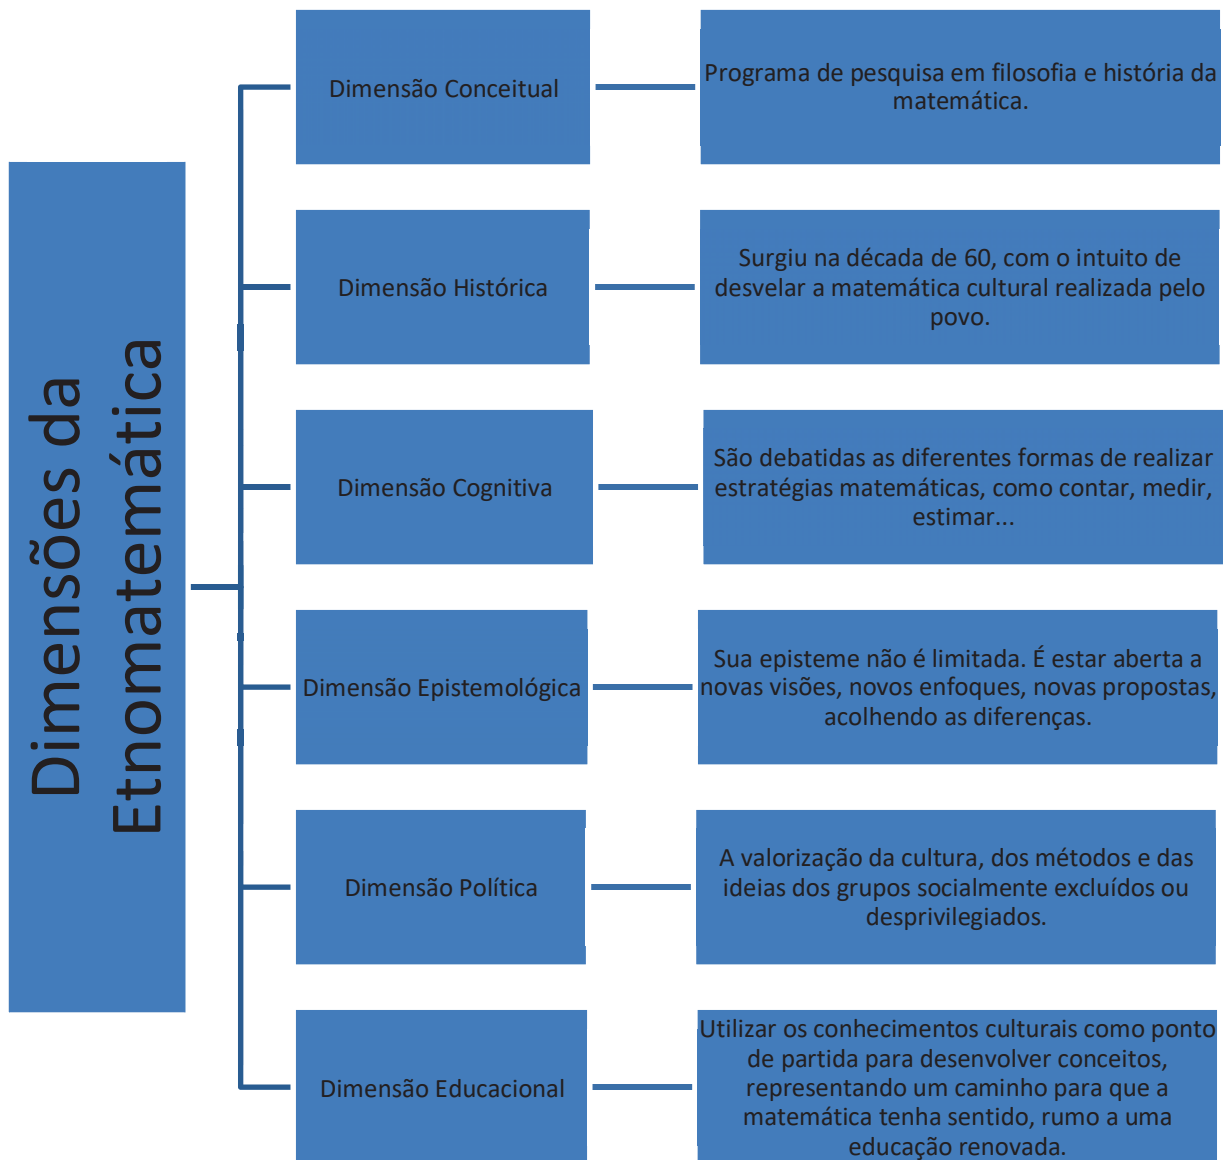 Dimensões da
Etnomatemática
Dimensão Conceitual
Programa de pesquisa em filosofia e história da
matemática.
Dimensão Histórica
Surgiu na década de 60, com o intuito de
desvelar a matemática cultural realizada pelo
povo.
Dimensão Cognitiva
São debatidas as diferentes formas de realizar
estratégias matemáticas, como contar, medir,
estimar...
Dimensão Epistemológica
Sua episteme não é limitada. É estar aberta a
novas visões, novos enfoques, novas propostas,
acolhendo as diferenças.
Dimensão Política
A valorização da cultura, dos métodos e das
ideias dos grupos socialmente excluídos ou
desprivilegiados.
Dimensão Educacional
Utilizar os conhecimentos culturais como ponto
de partida para desenvolver conceitos,
representando um caminho para que a
matemática tenha sentido, rumo a uma
educação renovada.